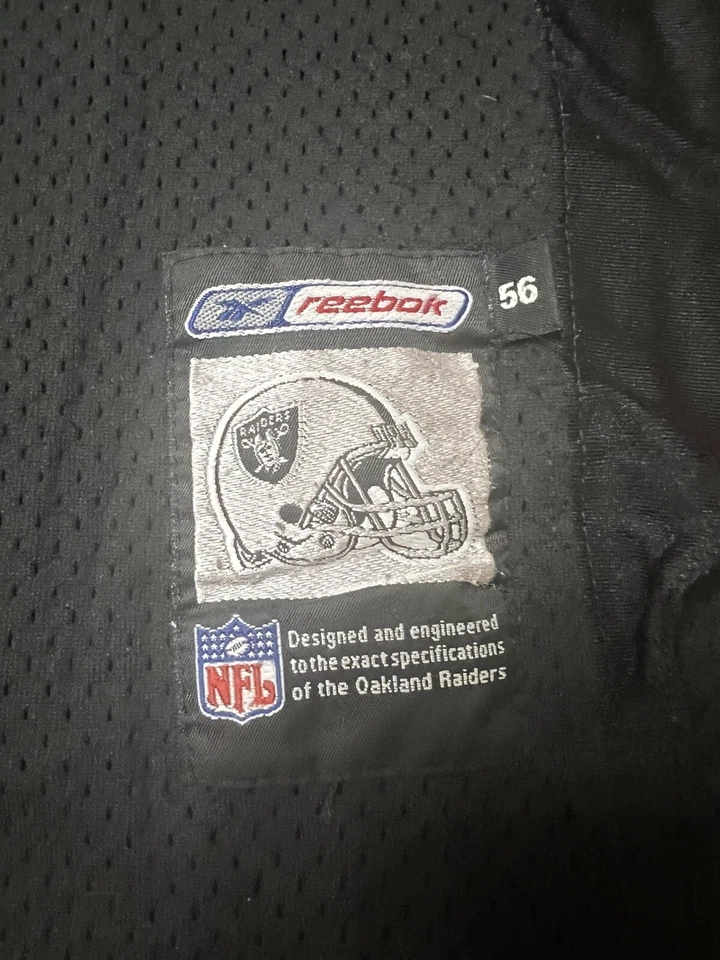 reebok
56
RAIDERS
NFL
Designed and engineered
to the exact specifications
of the Oakland Raiders